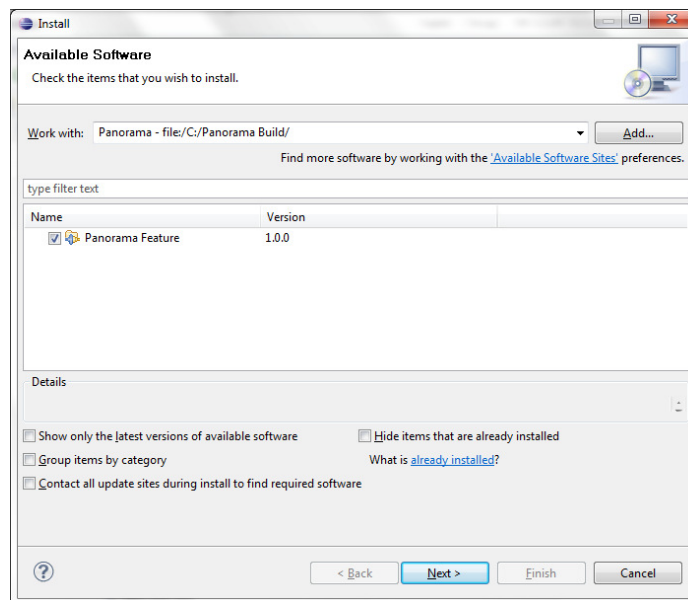 Install
Available Software
Check the items that you wish to install.
Work with: Panorama - file:/C:/Panorama Build/ Add...
Find more software by working with the 'Available Software Sites' preferences.
type filter text
Name Version
Panorama Feature 1.0.0
Details
Show only the latest versions of available software Hide items that are already installed
Group items by category What is already installed?
Contact all update sites during install to find required software
? < Back Next > Finish Cancel